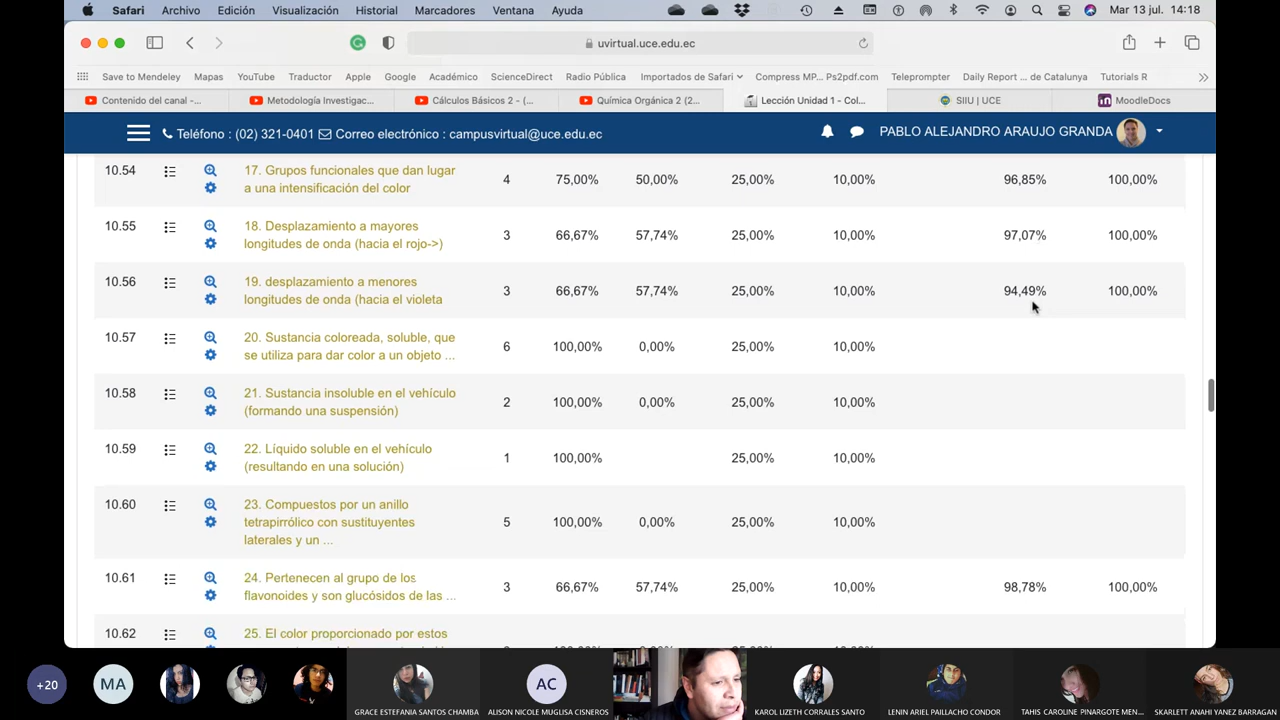 Safari Archivo Edición Visualización Historial Marcadores Ventana Ayuda Mar 13 jul. 14:18
uvirtual.uce.edu.ec
Save to Mendeley Mapas YouTube Traductor Apple Google Académico ScienceDirect Radio Pública Importados de Safari Compress MP... Ps2pdf.com Teleprompter Daily Report ... de Catalunya Tutorials R
Contenido del canal -... Metodología Investigac... Cálculos Básicos 2 - (... Química Orgánica 2 (2... Lección Unidad 1 - Col... SIIU | UCE MoodleDocs
Teléfono : (02) 321-0401 Correo electrónico : campusvirtual@uce.edu.ec PABLO ALEJANDRO ARAUJO GRANDA
10.54 17. Grupos funcionales que dan lugar a una intensificación del color 4 75,00% 50,00% 25,00% 10,00% 96,85% 100,00%
10.55 18. Desplazamiento a mayores longitudes de onda (hacia el rojo->) 3 66,67% 57,74% 25,00% 10,00% 97,07% 100,00%
10.56 19. desplazamiento a menores longitudes de onda (hacia el violeta 3 66,67% 57,74% 25,00% 10,00% 94,49% 100,00%
10.57 20. Sustancia coloreada, soluble, que se utiliza para dar color a un objeto ... 6 100,00% 0,00% 25,00% 10,00%
10.58 21. Sustancia insoluble en el vehículo (formando una suspensión) 2 100,00% 0,00% 25,00% 10,00%
10.59 22. Líquido soluble en el vehículo (resultando en una solución) 1 100,00% 25,00% 10,00%
10.60 23. Compuestos por un anillo tetrapirrólico con sustituyentes laterales y un ... 5 100,00% 0,00% 25,00% 10,00%
10.61 24. Pertenecen al grupo de los flavonoides y son glucósidos de las ... 3 66,67% 57,74% 25,00% 10,00% 98,78% 100,00%
10.62 25. El color proporcionado por estos
+20 MA AC
GRACE ESTEFANIA SANTOS CHAMBA ALISON NICOLE MUGLISA CISNEROS KAROL LIZETH CORRALES SANTO LENIN ARIEL PAILLACHO CONDOR TAHIS CAROLINE PINARGOTE MEN... SKARLETT ANAHI YANEZ BARRAGAN